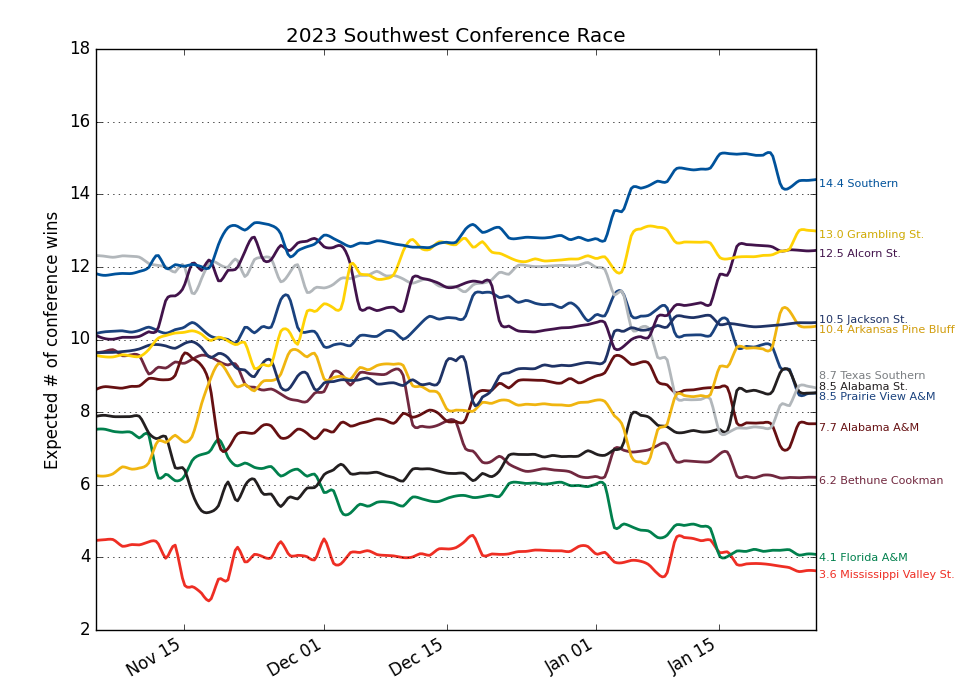 2023 Southwest Conference Race
Expected # of conference wins
18
16
14
12
10
8
6
4
2
Nov 15
Dec 01
Dec 15
Jan 01
Jan 15
14.4 Southern
13.0 Grambling St.
12.5 Alcorn St.
10.5 Jackson St.
10.4 Arkansas Pine Bluff
8.7 Texas Southern
8.5 Alabama St.
8.5 Prairie View A&M
7.7 Alabama A&M
6.2 Bethune Cookman
4.1 Florida A&M
3.6 Mississippi Valley St.